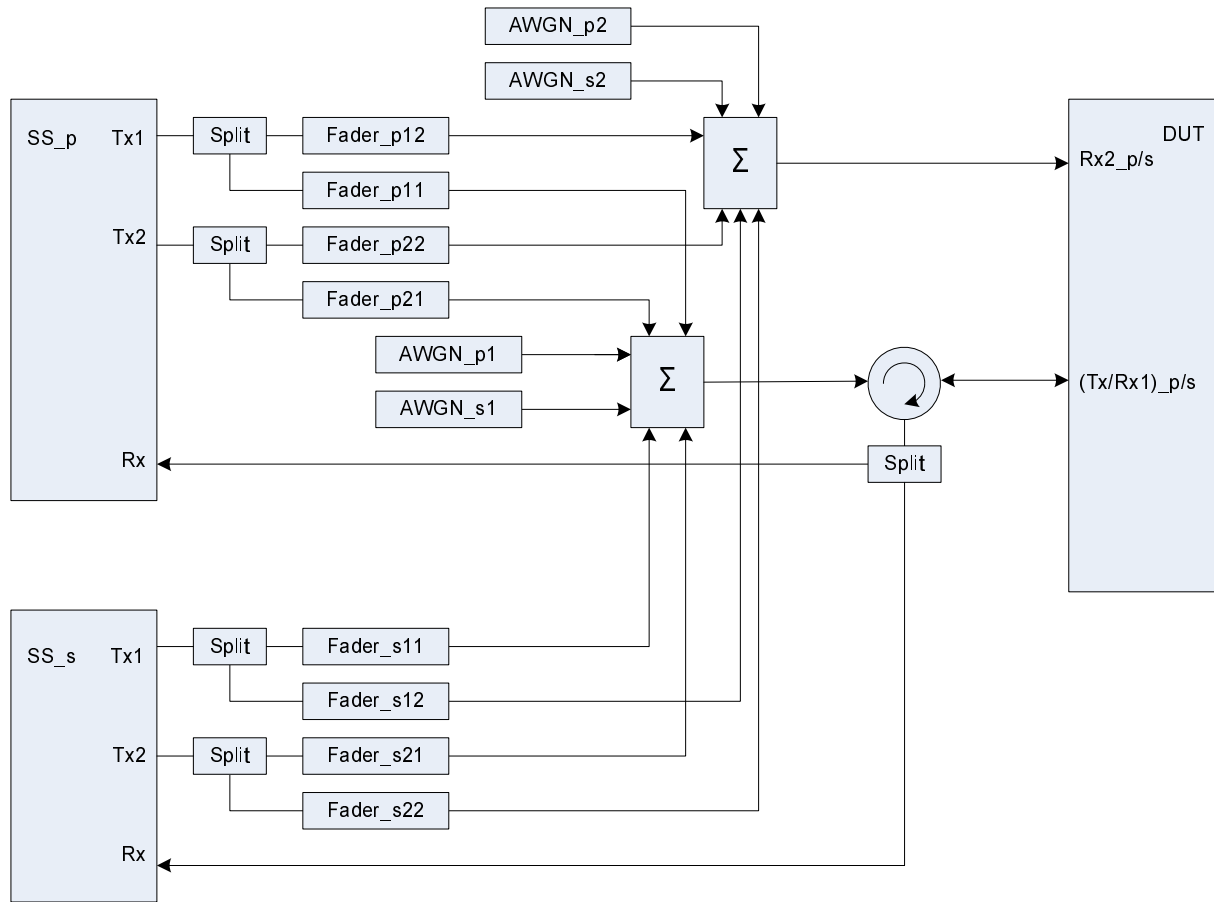 AWGN_p2
AWGN_s2
SS_p
Tx1
Split
Fader_p12
Σ
DUT
Rx2_p/s
Fader_p11
Tx2
Split
Fader_p22
Fader_p21
AWGN_p1
Σ
(Tx/Rx1)_p/s
AWGN_s1
Rx
Split
SS_s
Tx1
Split
Fader_s11
Fader_s12
Tx2
Split
Fader_s21
Fader_s22
Rx